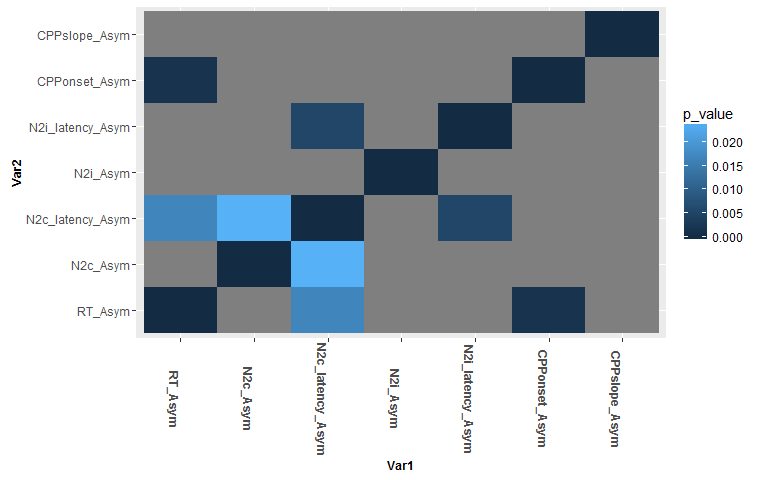 CPPslope_Asym
CPPonset_Asym
N2i_latency_Asym
N2i_Asym
N2c_latency_Asym
N2c_Asym
RT_Asym
Var2
RT_Asym
N2c_Asym
N2c_latency_Asym
N2i_Asym
N2i_latency_Asym
CPPonset_Asym
CPPslope_Asym
Var1
p_value
0.020
0.015
0.010
0.005
0.000